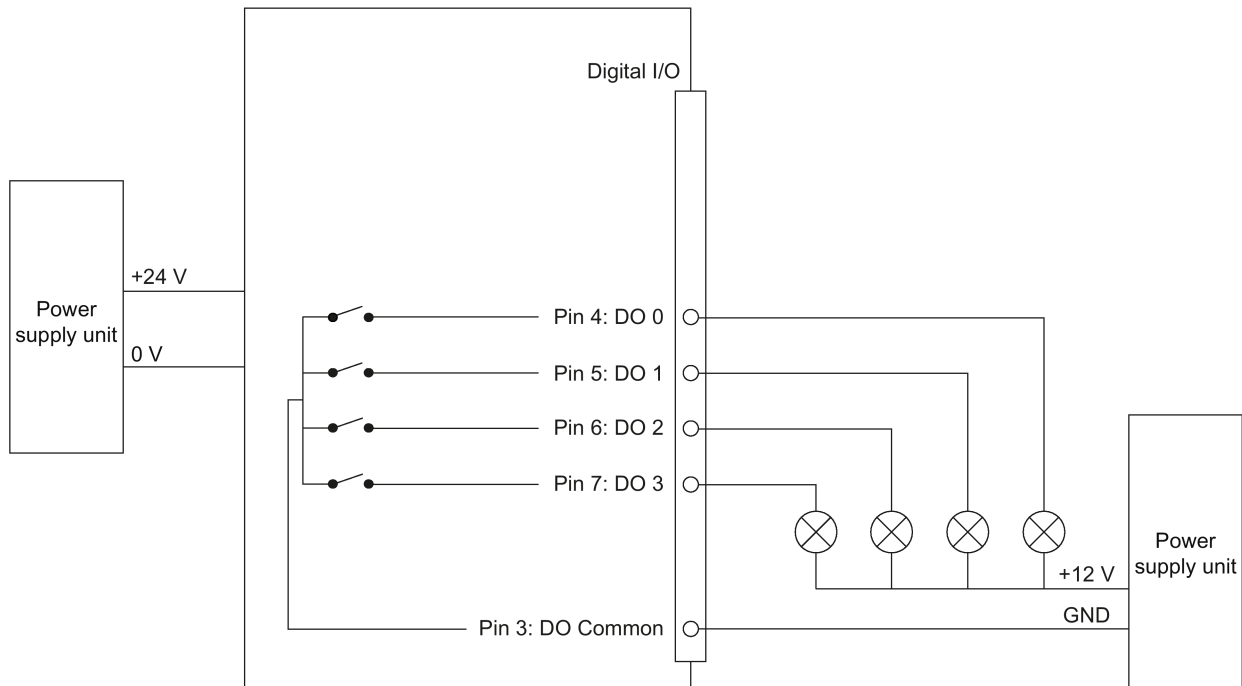 Digital I/O
+24 V
Power
supply unit
0 V
Pin 4: DO 0
Pin 5: DO 1
Pin 6: DO 2
Pin 7: DO 3
Pin 3: DO Common
+12 V
GND
Power
supply unit